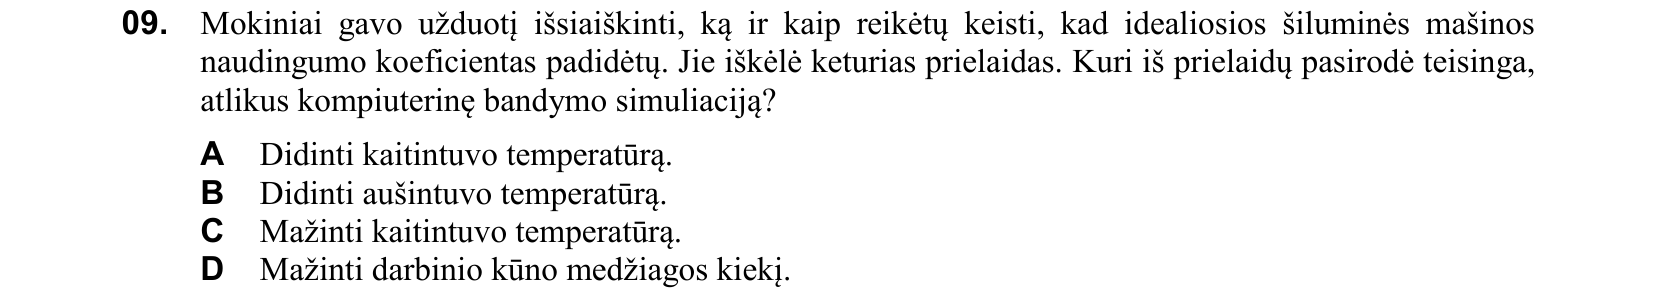 09. Mokiniai gavo užduotį išsiaiškinti, ką ir kaip reikėtų keisti, kad idealiosios šiluminės mašinos
naudingumo koeficientas padidėtų. Jie iškėlė keturias prielaidas. Kuri iš prielaidų pasirodė teisinga,
atlikus kompiuterinę bandymo simuliaciją?
A Didinti kaitintuvo temperatūrą.
B Didinti aušintuvo temperatūrą.
C Mažinti kaitintuvo temperatūrą.
D Mažinti darbinio kūno medžiagos kiekį.